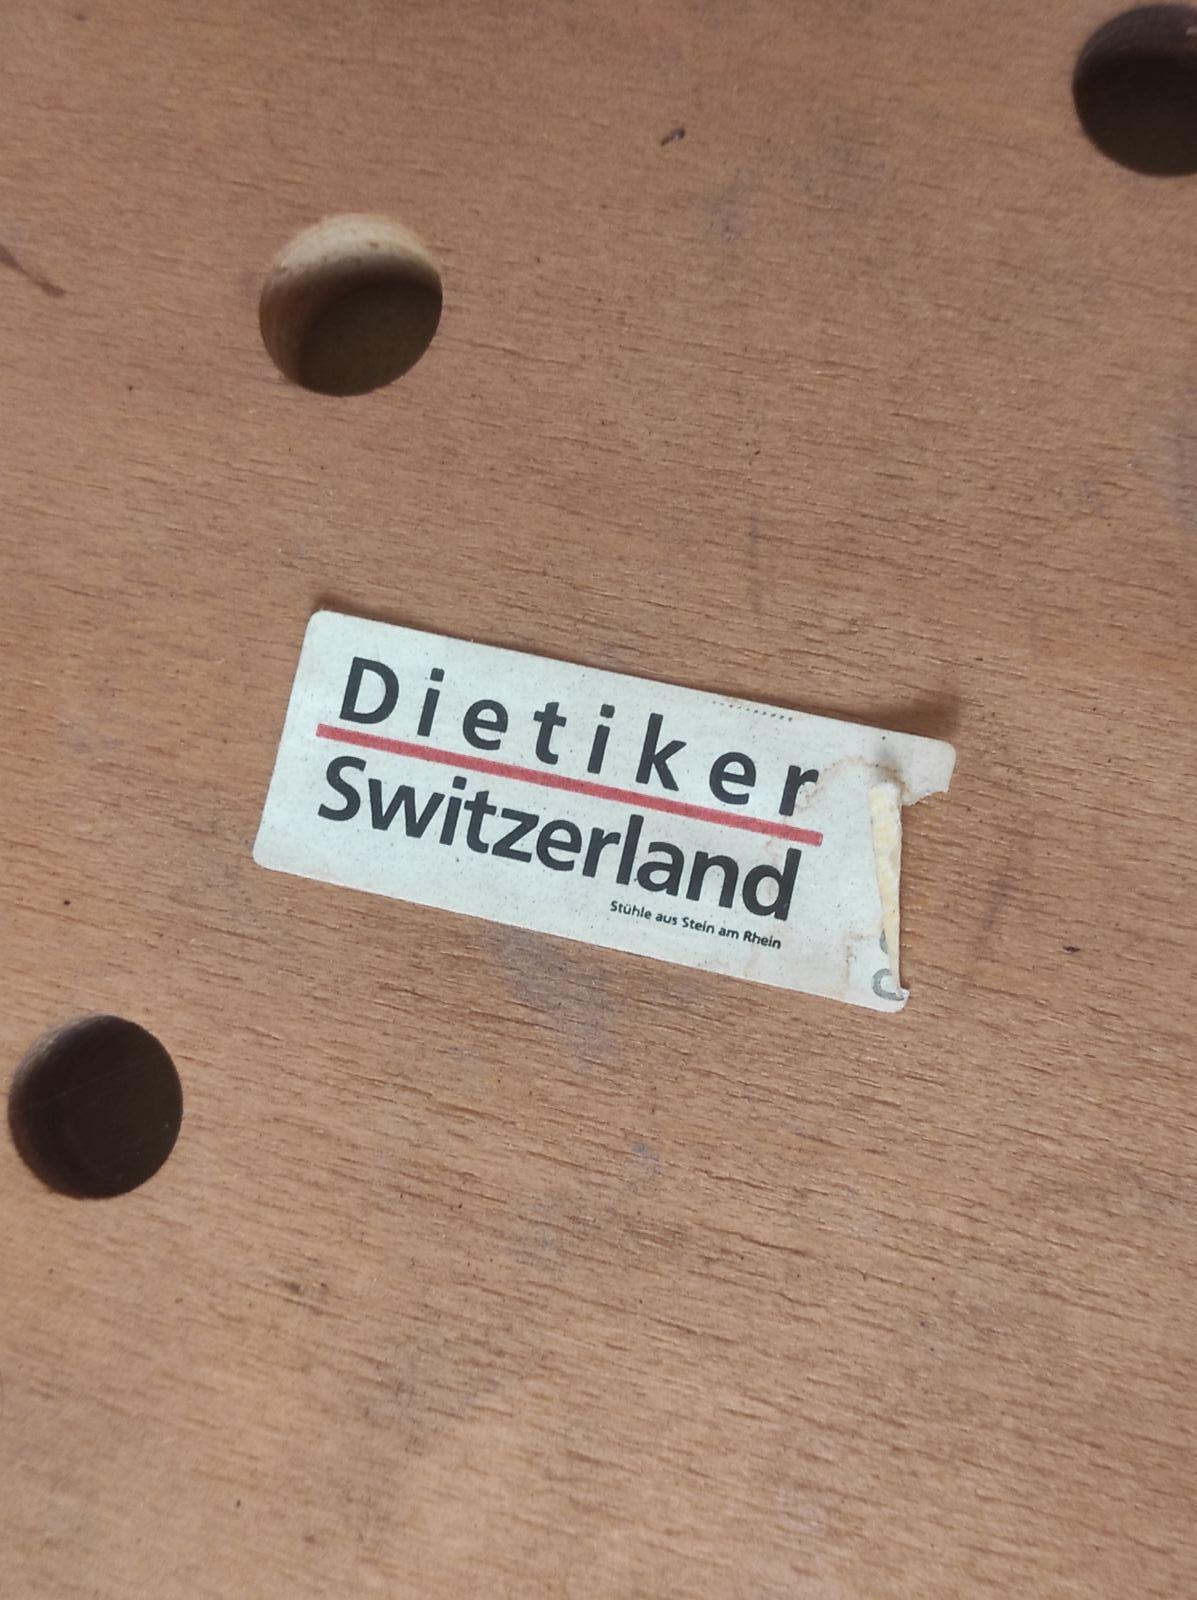 Dietiker
Switzerland
Stühle aus Stein am Rhein